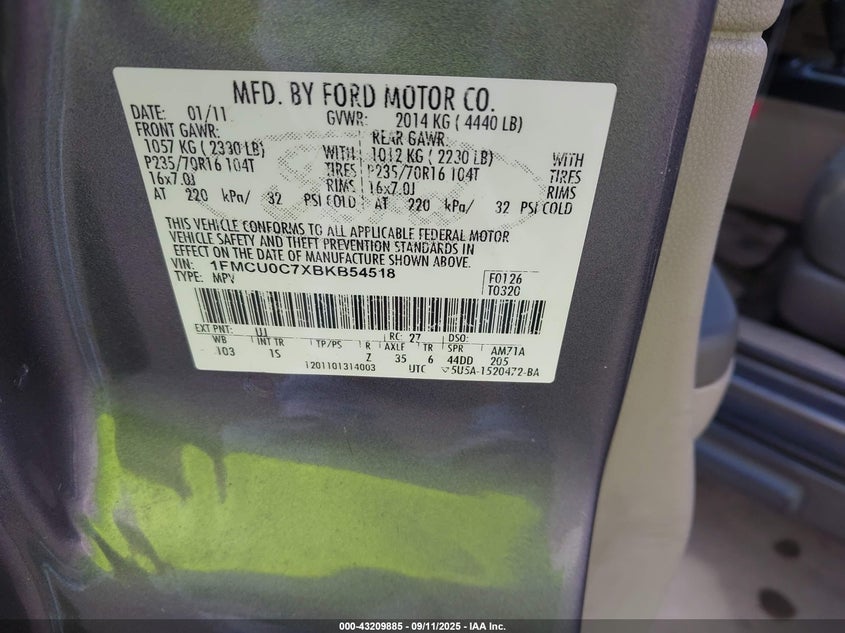 MFD. BY FORD MOTOR CO.
DATE: 01/11 GVWR: 2014 KG ( 4440 LB)
FRONT GAWR: REAR GAWR:
1057 KG ( 2330 LB) WITH 1012 KG ( 2230 LB) WITH
P235/70R16 104T TIRES P235/70R16 104T TIRES
16x7.0J RIMS 16x7.0J RIMS
AT 220 kPa/ 32 PSI COLD AT 220 kPa/ 32 PSI COLD
THIS VEHICLE CONFORMS TO ALL APPLICABLE FEDERAL MOTOR
VEHICLE SAFETY AND THEFT PREVENTION STANDARDS IN
EFFECT ON THE DATE OF MANUFACTURE SHOWN ABOVE.
VIN: 1FMCU0C7XBKB54518 F0126
TYPE: MPV T0320
EXT PNT: UJ RC: 27 DSO:
WB INT TR TP/PS R AXLE TR SPR AM71A
103 1S Z 35 6 44DD 205
1201101314003 UTC 5U5A-1520472-BA
000-43209885 - 09/11/2025 - IAA Inc.